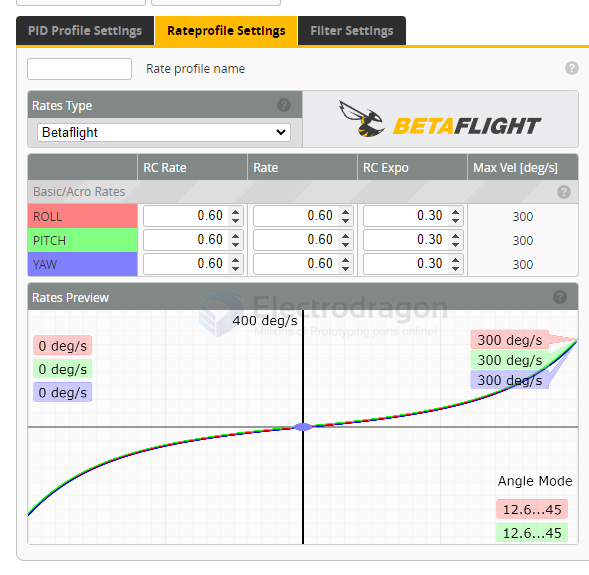 PID Profile Settings Rateprofile Settings Filter Settings
Rate profile name ?
Rates Type ?
Betaflight
BETAFLIGHT
RC Rate Rate RC Expo Max Vel [deg/s]
Basic/Acro Rates ?
ROLL 0.60 0.60 0.30 300
PITCH 0.60 0.60 0.30 300
YAW 0.60 0.60 0.30 300
Rates Preview ?
Electrodragon
Millions of Prototyping parts online!
400 deg/s
0 deg/s 300 deg/s
0 deg/s 300 deg/s
0 deg/s 300 deg/s
Angle Mode
12.6...45
12.6...45